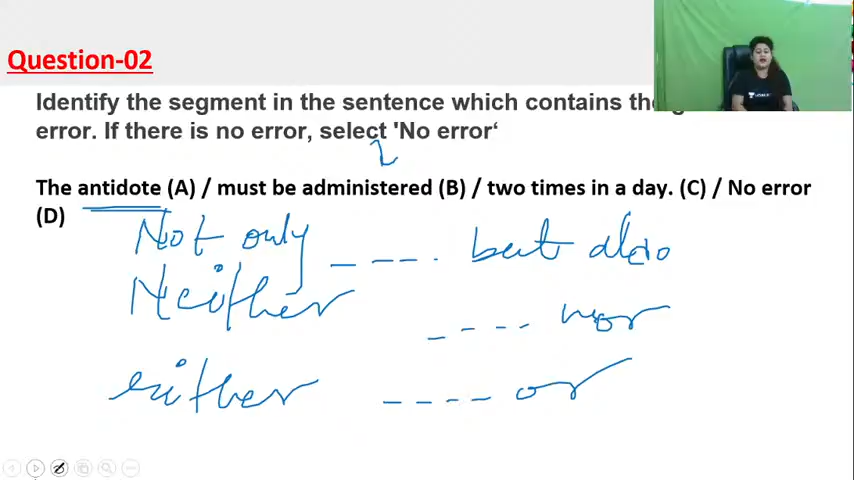 Question-02
Identify the segment in the sentence which contains the g
error. If there is no error, select 'No error‘
The antidote (A) / must be administered (B) / two times in a day. (C) / No error
(D)
Not only ---. but also
Neither ---- nor
either ---- or